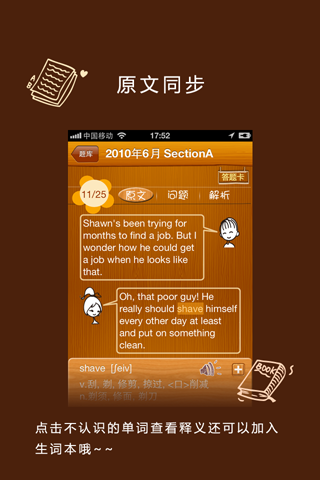 原文同步
中国移动 17:52
题库 2010年6月 SectionA
答题卡
11/25 原文 问题 解析
Shawn's been trying for
months to find a job. But I
wonder how he could get
a job when he looks like
that.
Oh, that poor guy! He
really should shave himself
every other day at least
and put on something
clean.
shave [ʃeiv]
v.刮, 剃, 修剪, 掠过, <口>削减
n.
BOOK
点击不认识的单词查看释义还可以加入
生词本哦~~